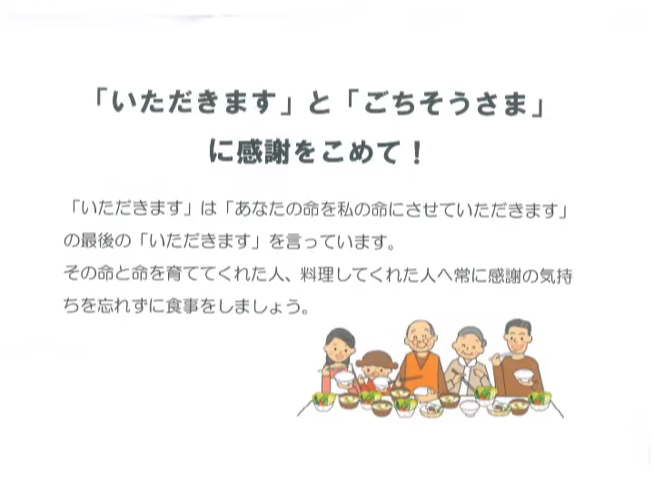 「いただきます」と「ごちそうさま」
に感謝をこめて！
「いただきます」は「あなたの命を私の命にさせていただきます」
の最後の「いただきます」を言っています。
その命と命を育ててくれた人、料理してくれた人へ常に感謝の気持
ちを忘れずに食事をしましょう。